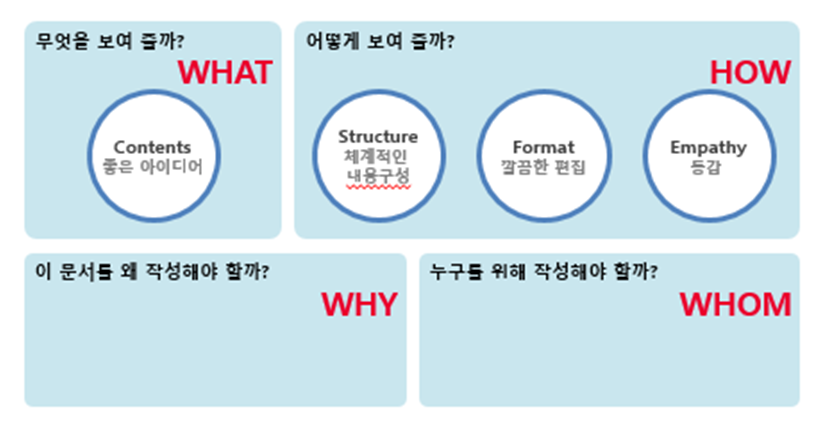 무엇을 보여 줄까?
WHAT
Contents
좋은 아이디어
어떻게 보여 줄까?
HOW
Structure
체계적인
내용구성
Format
깔끔한 편집
Empathy
등감
이 문서를 왜 작성해야 할까?
WHY
누구를 위해 작성해야 할까?
WHOM